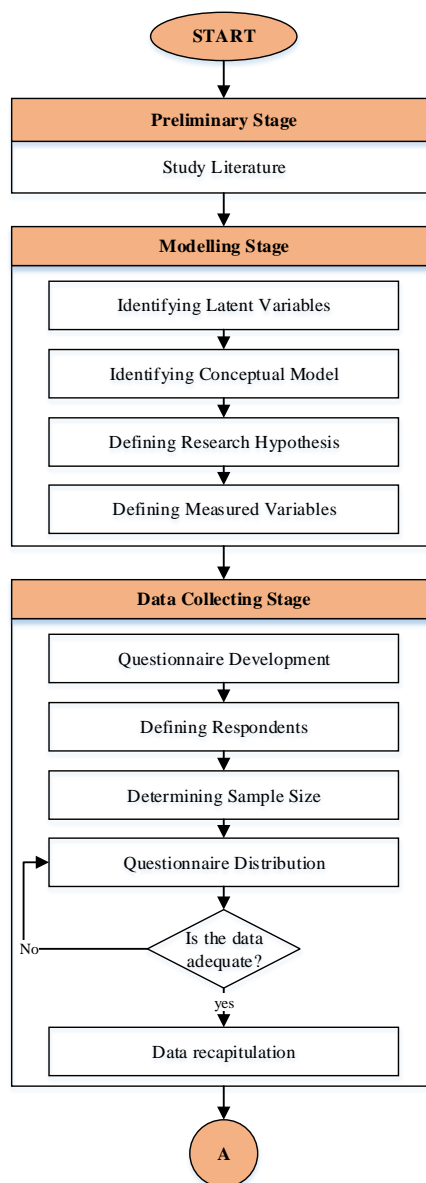 START
Preliminary Stage
Study Literature
Modelling Stage
Identifying Latent Variables
Identifying Conceptual Model
Defining Research Hypothesis
Defining Measured Variables
Data Collecting Stage
Questionnaire Development
Defining Respondents
Determining Sample Size
Questionnaire Distribution
Is the data
adequate?
No
yes
Data recapitulation
A